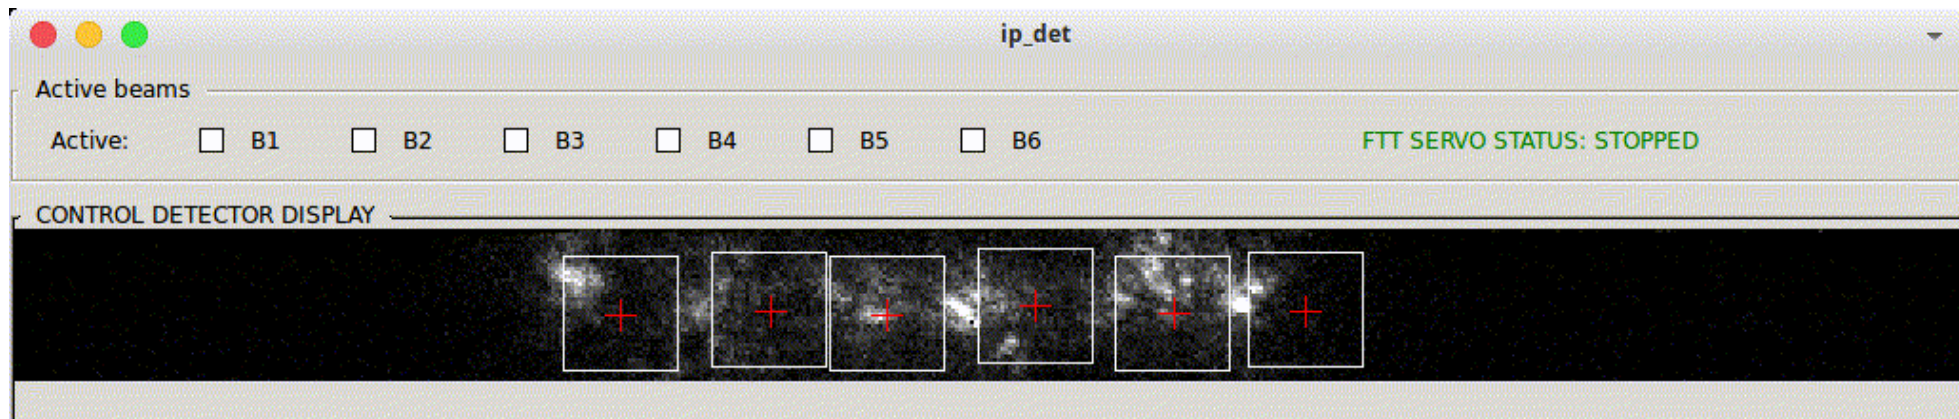 ip_det
Active beams
Active: B1 B2 B3 B4 B5 B6 FTT SERVO STATUS: STOPPED
CONTROL DETECTOR DISPLAY